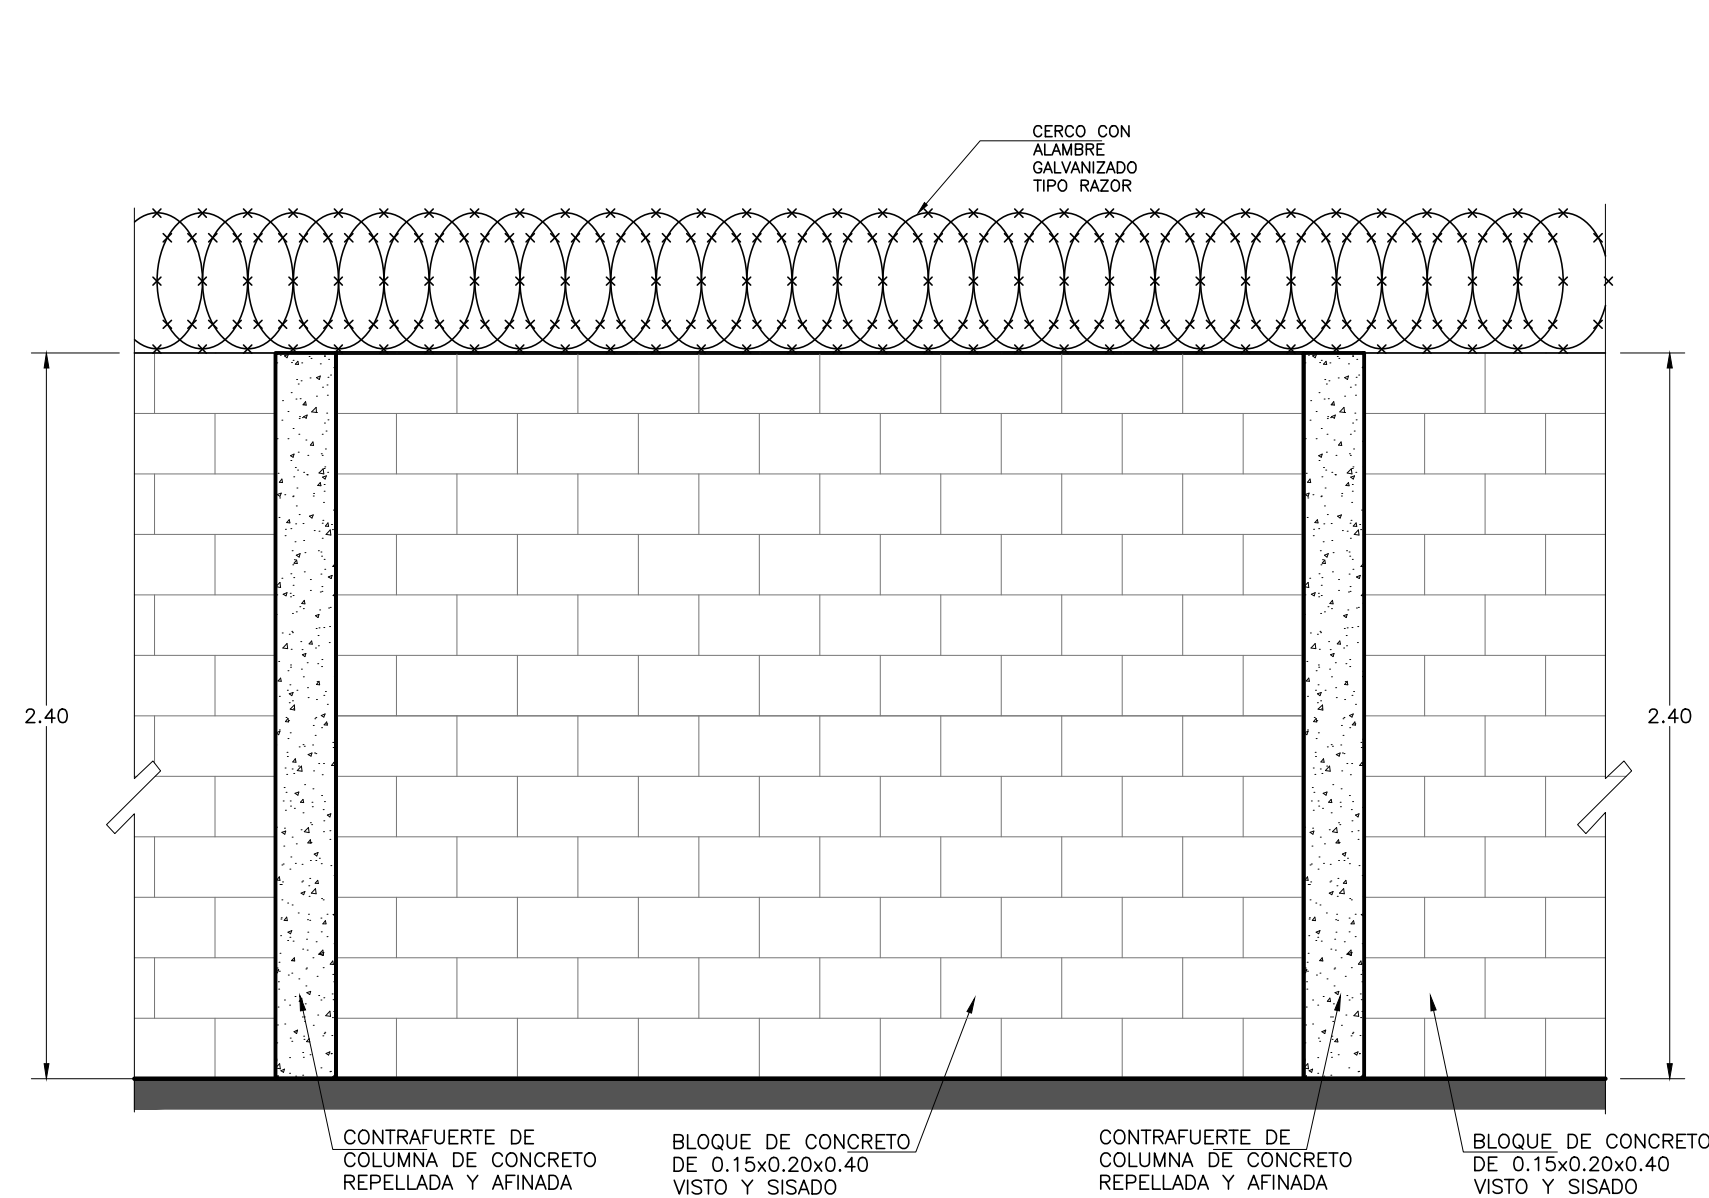 CERCO CON
ALAMBRE
GALVANIZADO
TIPO RAZOR
2.40
2.40
CONTRAFUERTE DE
COLUMNA DE CONCRETO
REPELLADA Y AFINADA
BLOQUE DE CONCRETO
DE 0.15x0.20x0.40
VISTO Y SISADO
CONTRAFUERTE DE
COLUMNA DE CONCRETO
REPELLADA Y AFINADA
BLOQUE DE CONCRETO
DE 0.15x0.20x0.40
VISTO Y SISADO